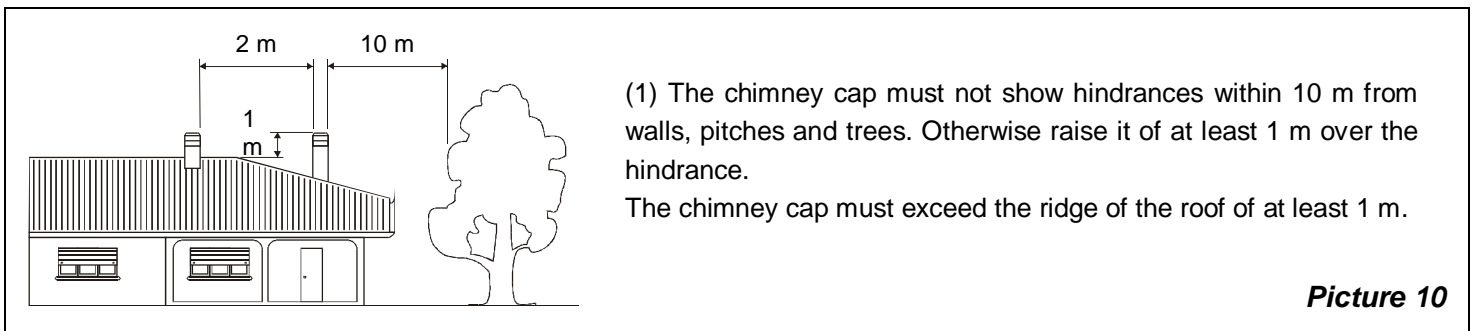 2 m
10 m
1
m
(1) The chimney cap must not show hindrances within 10 m from
walls, pitches and trees. Otherwise raise it of at least 1 m over the
hindrance.
The chimney cap must exceed the ridge of the roof of at least 1 m.
Picture 10